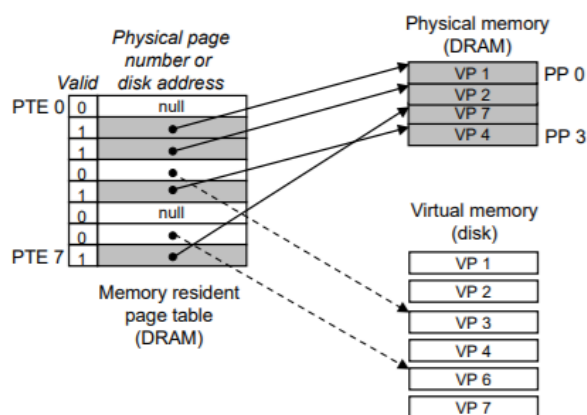 Physical page
number or
Valid disk address
PTE 0 0 null
1
1
0
1
0 null
0
PTE 7 1
Memory resident
page table
(DRAM)
Physical memory
(DRAM)
VP 1 PP 0
VP 2
VP 7
VP 4 PP 3
Virtual memory
(disk)
VP 1
VP 2
VP 3
VP 4
VP 6
VP 7